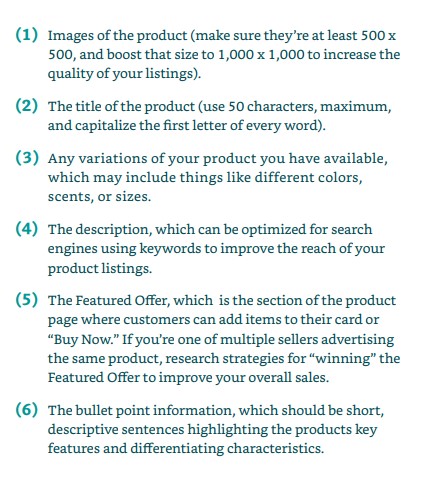 (1) Images of the product (make sure they're at least 500 x
500, and boost that size to 1,000 x 1,000 to increase the
quality of your listings).
(2) The title of the product (use 50 characters, maximum,
and capitalize the first letter of every word).
(3) Any variations of your product you have available,
which may include things like different colors,
scents, or sizes.
(4) The description, which can be optimized for search
engines using keywords to improve the reach of your
product listings.
(5) The Featured Offer, which is the section of the product
page where customers can add items to their card or
“Buy Now.” If you're one of multiple sellers advertising
the same product, research strategies for “winning” the
Featured Offer to improve your overall sales.
(6) The bullet point information, which should be short,
descriptive sentences highlighting the products key
features and differentiating characteristics.